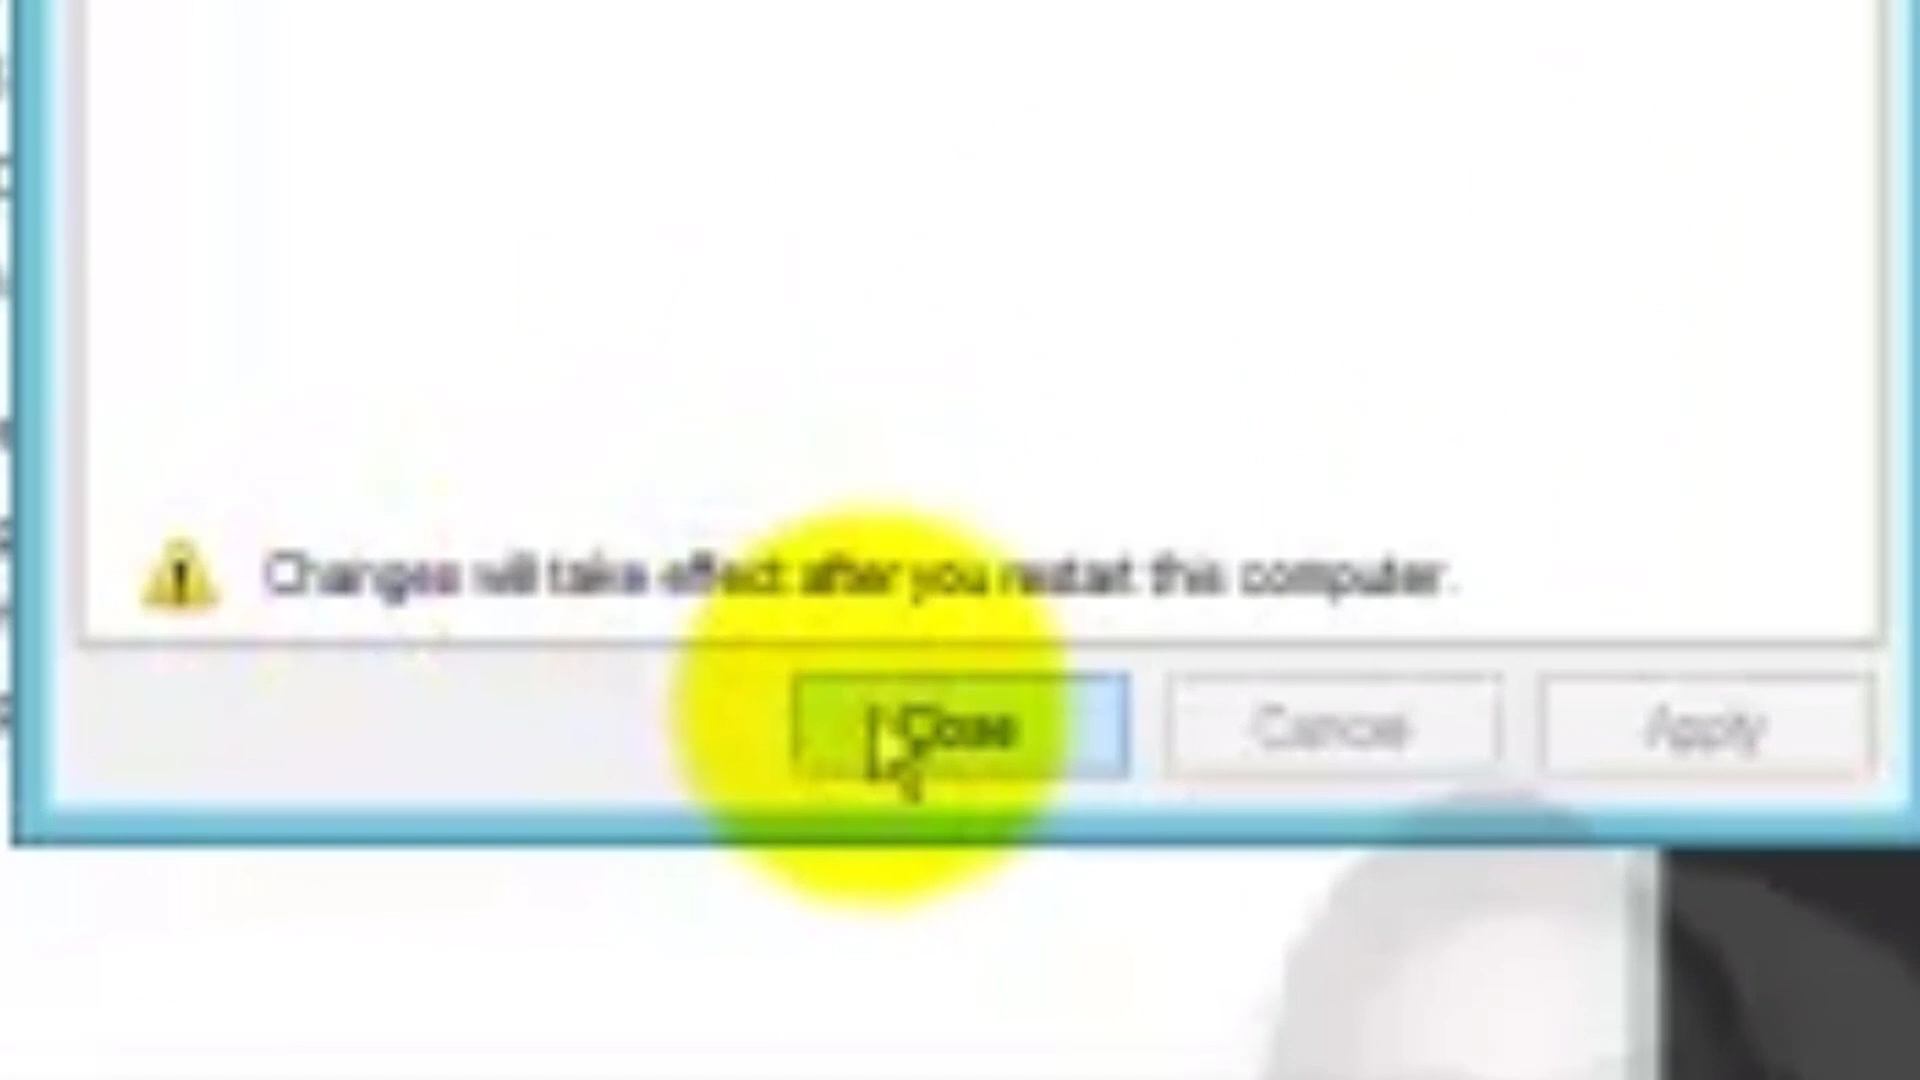 Changes will take effect after you restart this computer.
Close Cancel Apply